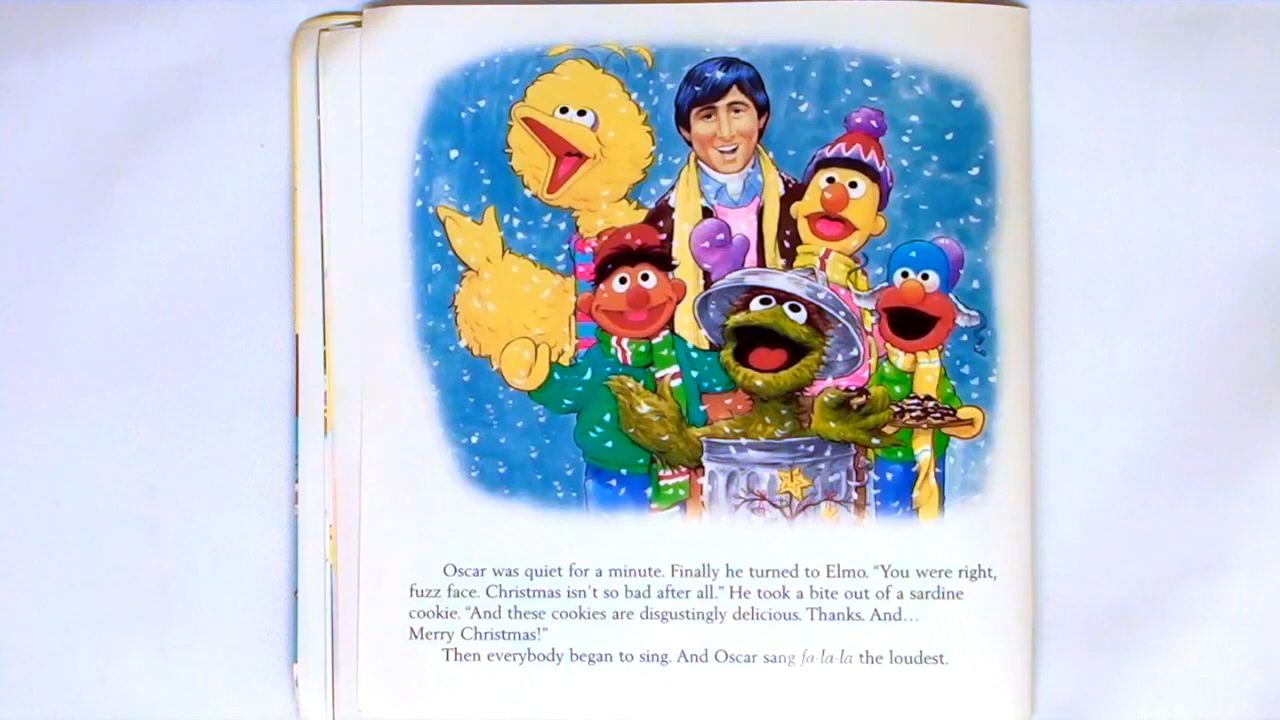 Oscar was quiet for a minute. Finally he turned to Elmo. “You were right,
fuzz face. Christmas isn't so bad after all.” He took a bite out of a sardine
cookie. “And these cookies are disgustingly delicious. Thanks. And…
Merry Christmas!”
Then everybody began to sing. And Oscar sang fa-la-la the loudest.